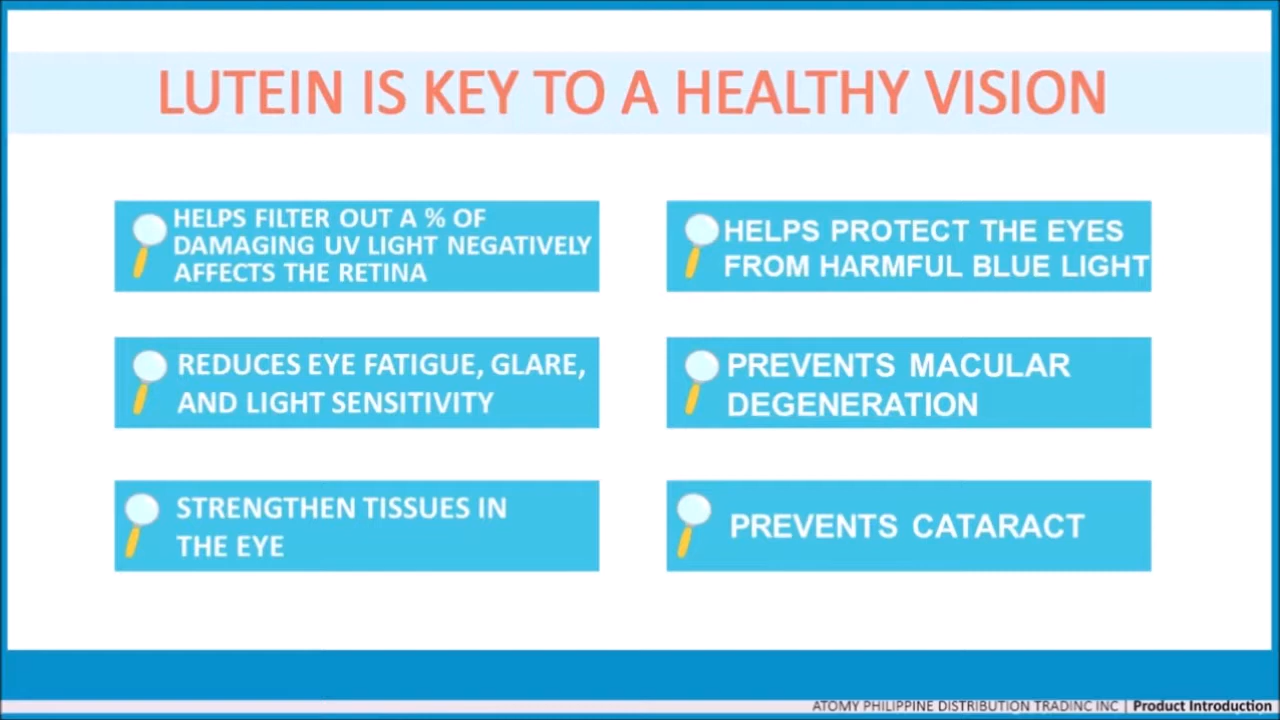 LUTEIN IS KEY TO A HEALTHY VISION
HELPS FILTER OUT A % OF
DAMAGING UV LIGHT NEGATIVELY
AFFECTS THE RETINA
HELPS PROTECT THE EYES
FROM HARMFUL BLUE LIGHT
REDUCES EYE FATIGUE, GLARE,
AND LIGHT SENSITIVITY
PREVENTS MACULAR
DEGENERATION
STRENGTHEN TISSUES IN
THE EYE
PREVENTS CATARACT
ATOMY PHILIPPINE DISTRIBUTION TRADINC INC | Product Introduction